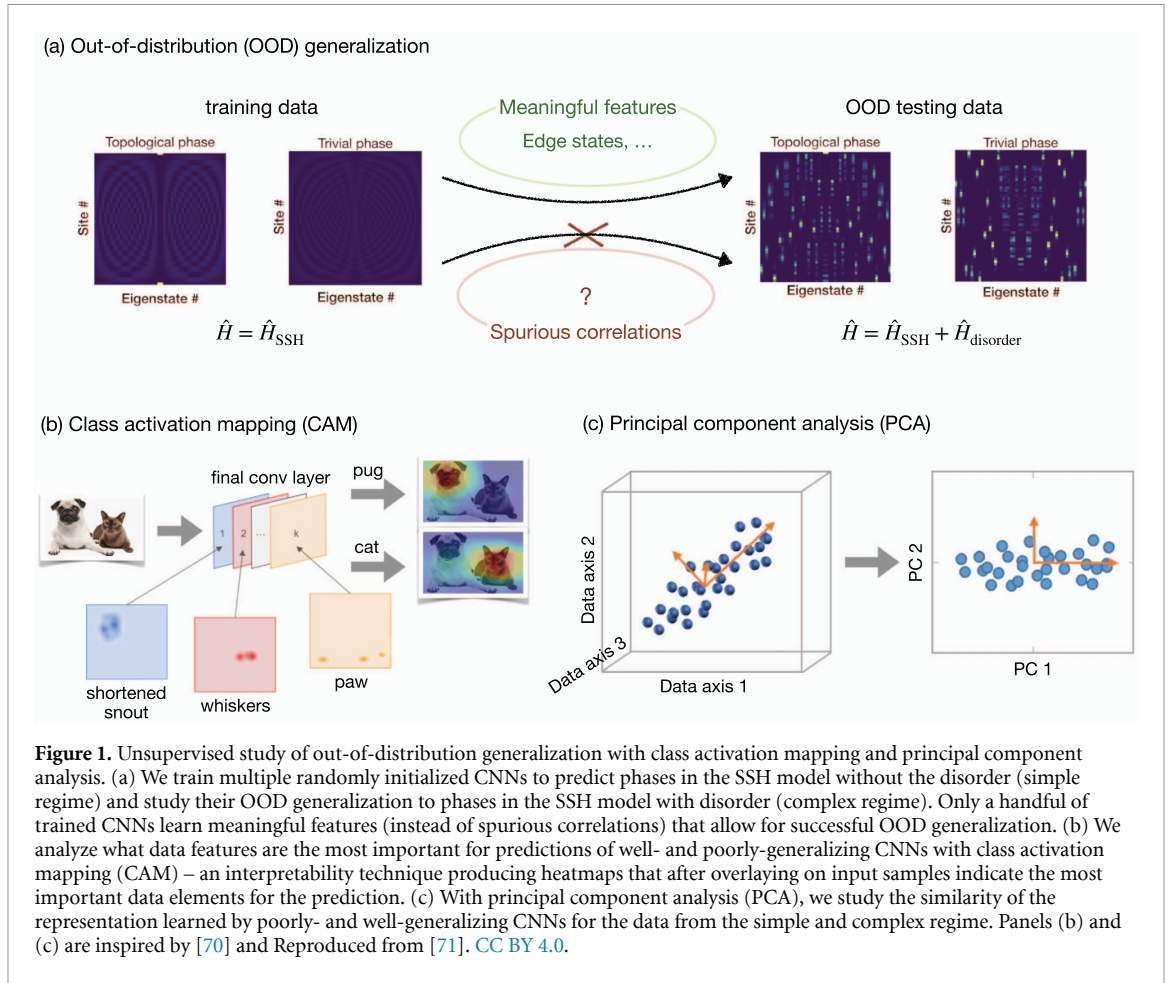 (a) Out-of-distribution (OOD) generalization
training data
Meaningful features
OOD testing data
Edge states, …
Topological phase
Trivial phase
Topological phase
Trivial phase
Site #
Site #
Site #
Site #
Eigenstate #
Eigenstate #
Eigenstate #
Eigenstate #
?
Spurious correlations
Ĥ = Ĥ_SSH
Ĥ = Ĥ_SSH + Ĥ_disorder
(b) Class activation mapping (CAM)
(c) Principal component analysis (PCA)
final conv layer
pug
1
2
...
k
cat
shortened
snout
whiskers
paw
Data axis 2
Data axis 3
Data axis 1
PC 2
PC 1
Figure 1. Unsupervised study of out-of-distribution generalization with class activation mapping and principal component
analysis. (a) We train multiple randomly initialized CNNs to predict phases in the SSH model without the disorder (simple
regime) and study their OOD generalization to phases in the SSH model with disorder (complex regime). Only a handful of
trained CNNs learn meaningful features (instead of spurious correlations) that allow for successful OOD generalization. (b) We
analyze what data features are the most important for predictions of well- and poorly-generalizing CNNs with class activation
mapping (CAM) – an interpretability technique producing heatmaps that after overlaying on input samples indicate the most
important data elements for the prediction. (c) With principal component analysis (PCA), we study the similarity of the
representation learned by poorly- and well-generalizing CNNs for the data from the simple and complex regime. Panels (b) and
(c) are inspired by [70] and Reproduced from [71]. CC BY 4.0.